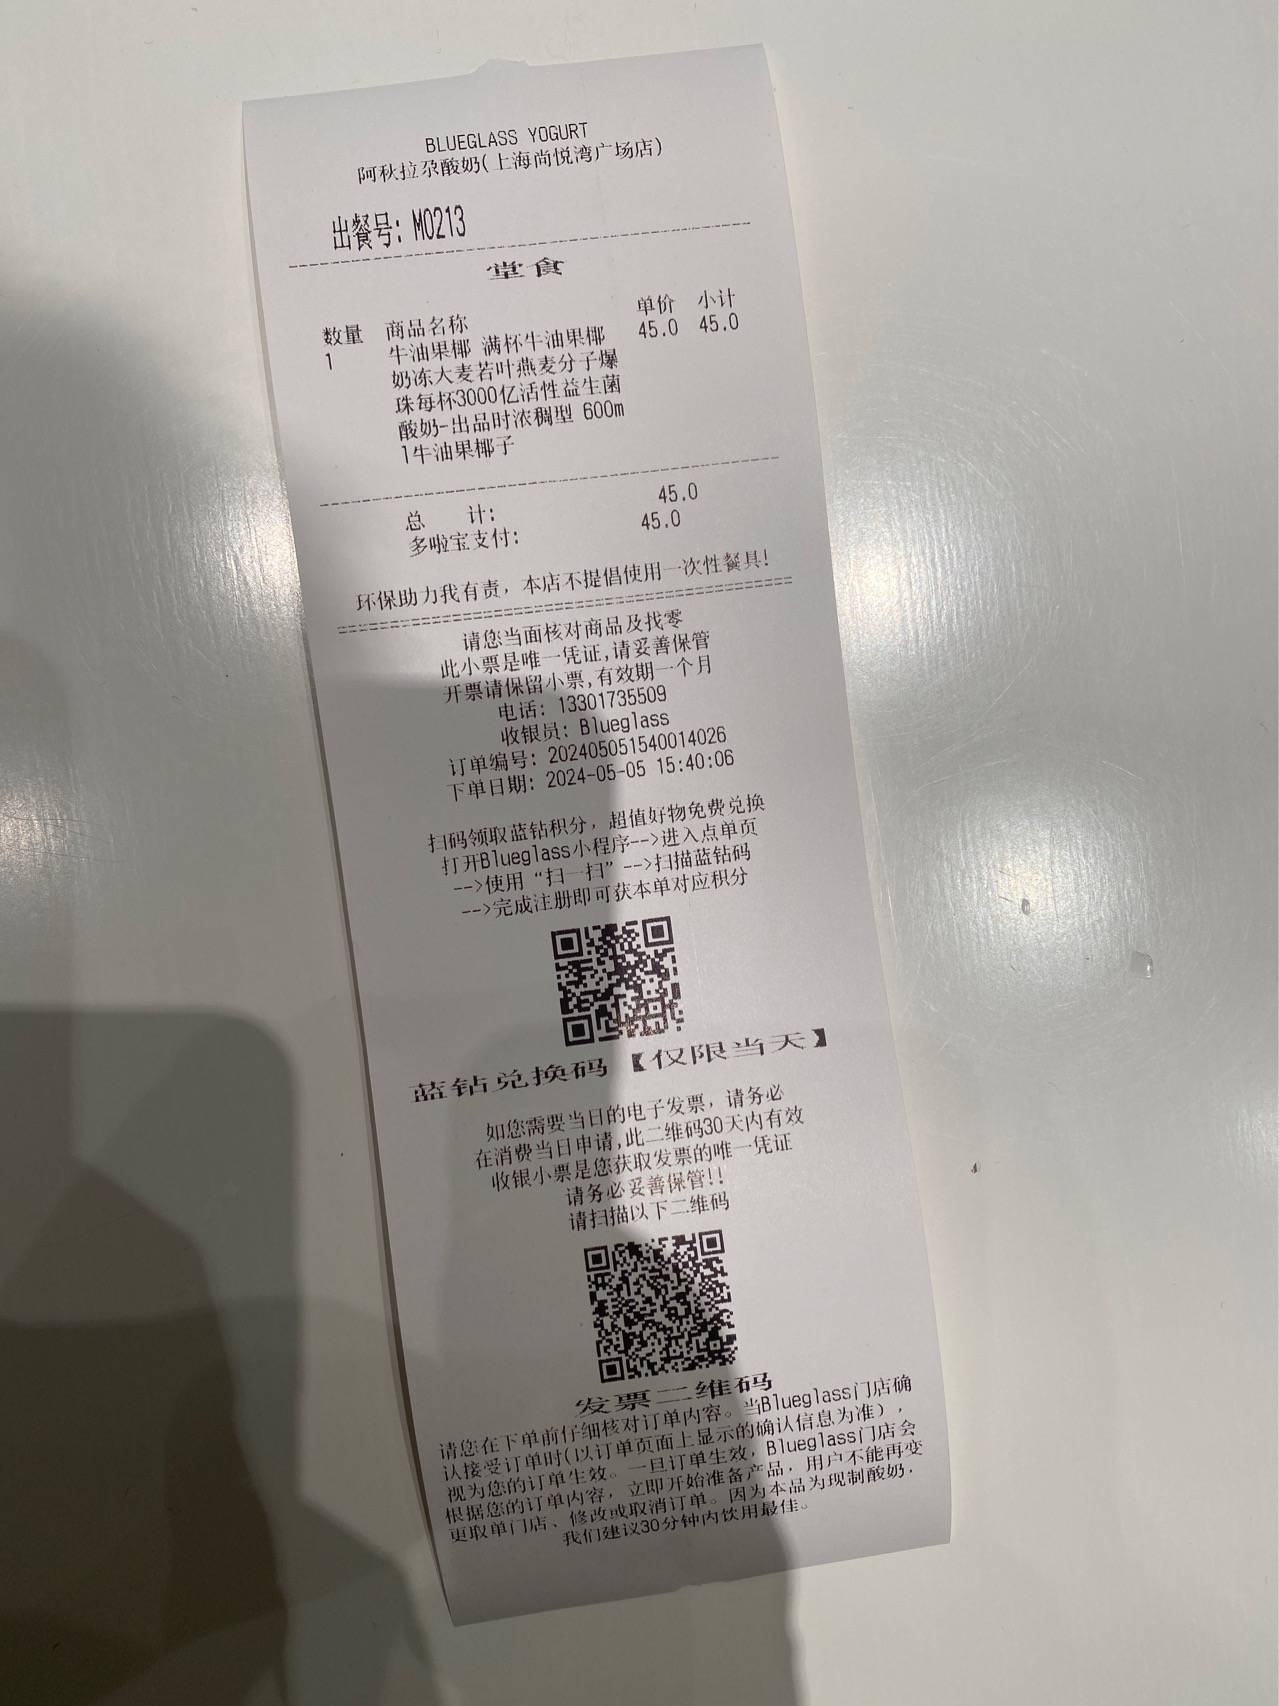 BLUEGLASS YOGURT
阿秋拉尕酸奶(上海尚悦湾广场店)
出餐号: M0213
堂食
数量 商品名称 单价 小计
1 牛油果椰 满杯牛油果椰 45.0 45.0
奶冻大麦若叶燕麦分子爆
珠每杯3000亿活性益生菌
酸奶-出品时浓稠型 600m
l牛油果椰子
总 计: 45.0
多啦宝支付: 45.0
环保助力我有责, 本店不提倡使用一次性餐具!
请您当面核对商品及找零
此小票是唯一凭证,请妥善保管
开票请保留小票,有效期一个月
电话: 13301735509
收银员: Blueglass
订单编号: 202405051540014026
下单日期: 2024-05-05 15:40:06
扫码领取蓝钻积分, 超值好物免费兑换
打开Blueglass小程序-->进入点单页
-->使用“扫一扫”-->扫描蓝钻码
-->完成注册即可获本单对应积分
蓝钻兑换码【仅限当天】
如您需要当日的电子发票, 请务必
在消费当日申请,此二维码30天内有效
收银小票是您获取发票的唯一凭证
请务必妥善保管!!
请扫描以下二维码
发票二维码
请您在下单前仔细核对订单内容。当Blueglass门店确
认接受订单时(以订单页面上显示的确认信息为准),
视为您的订单生效。一旦订单生效, Blueglass门店会
根据您的订单内容, 立即开始准备产品, 用户不能再变
更取单门店、修改或取消订单。因为本品为现制酸奶,
我们建议30分钟内饮用最佳。